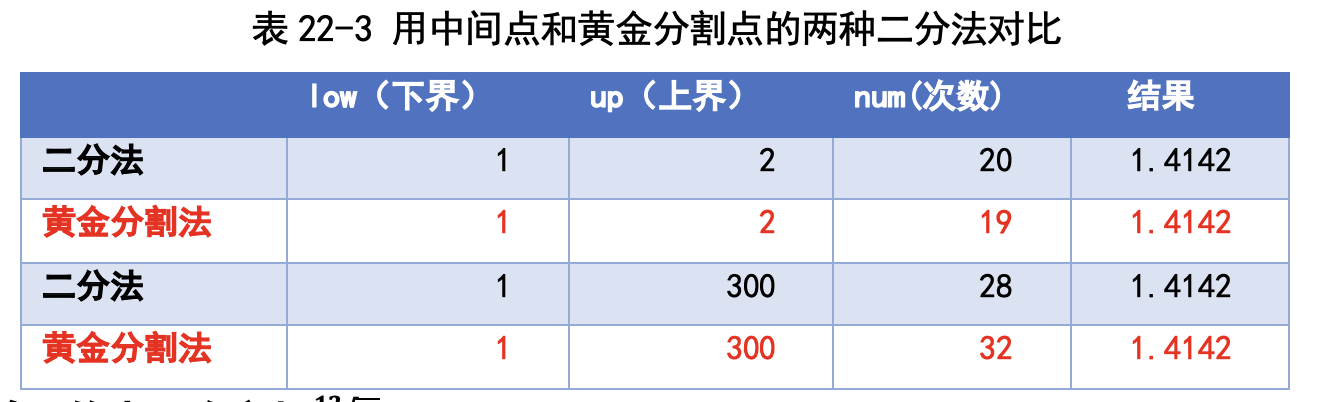 表 22-3 用中间点和黄金分割点的两种二分法对比
low（下界） up（上界） num(次数) 结果
二分法 1 2 20 1.4142
黄金分割法 1 2 19 1.4142
二分法 1 300 28 1.4142
黄金分割法 1 300 32 1.4142